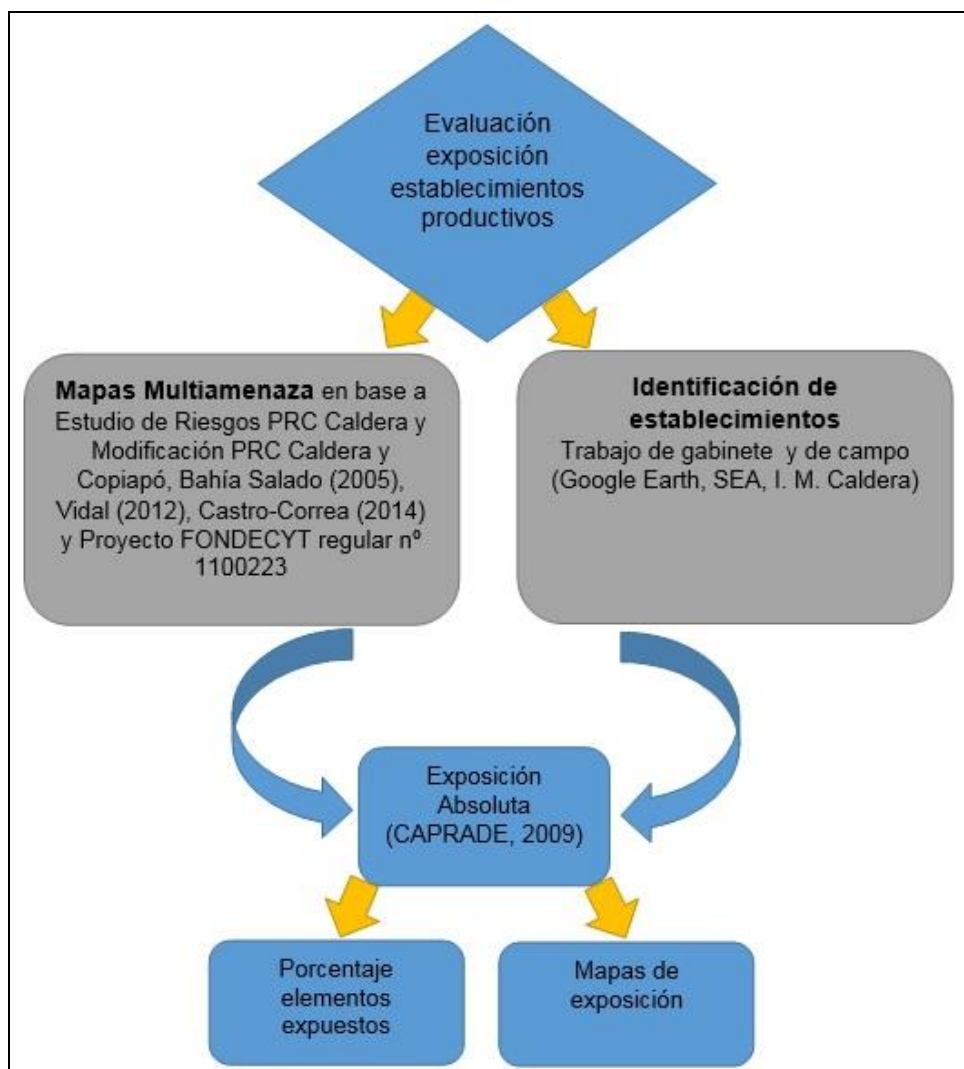 Evaluación
exposición
establecimientos
productivos
Mapas Multiamenaza en base a
Estudio de Riesgos PRC Caldera y
Modificación PRC Caldera y
Copiapó, Bahía Salado (2005),
Vidal (2012), Castro-Correa (2014)
y Proyecto FONDECYT regular nº
1100223
Identificación de
establecimientos
Trabajo de gabinete y de campo
(Google Earth, SEA, I. M. Caldera)
Exposición
Absoluta
(CAPRADE, 2009)
Porcentaje
elementos
expuestos
Mapas de
exposición